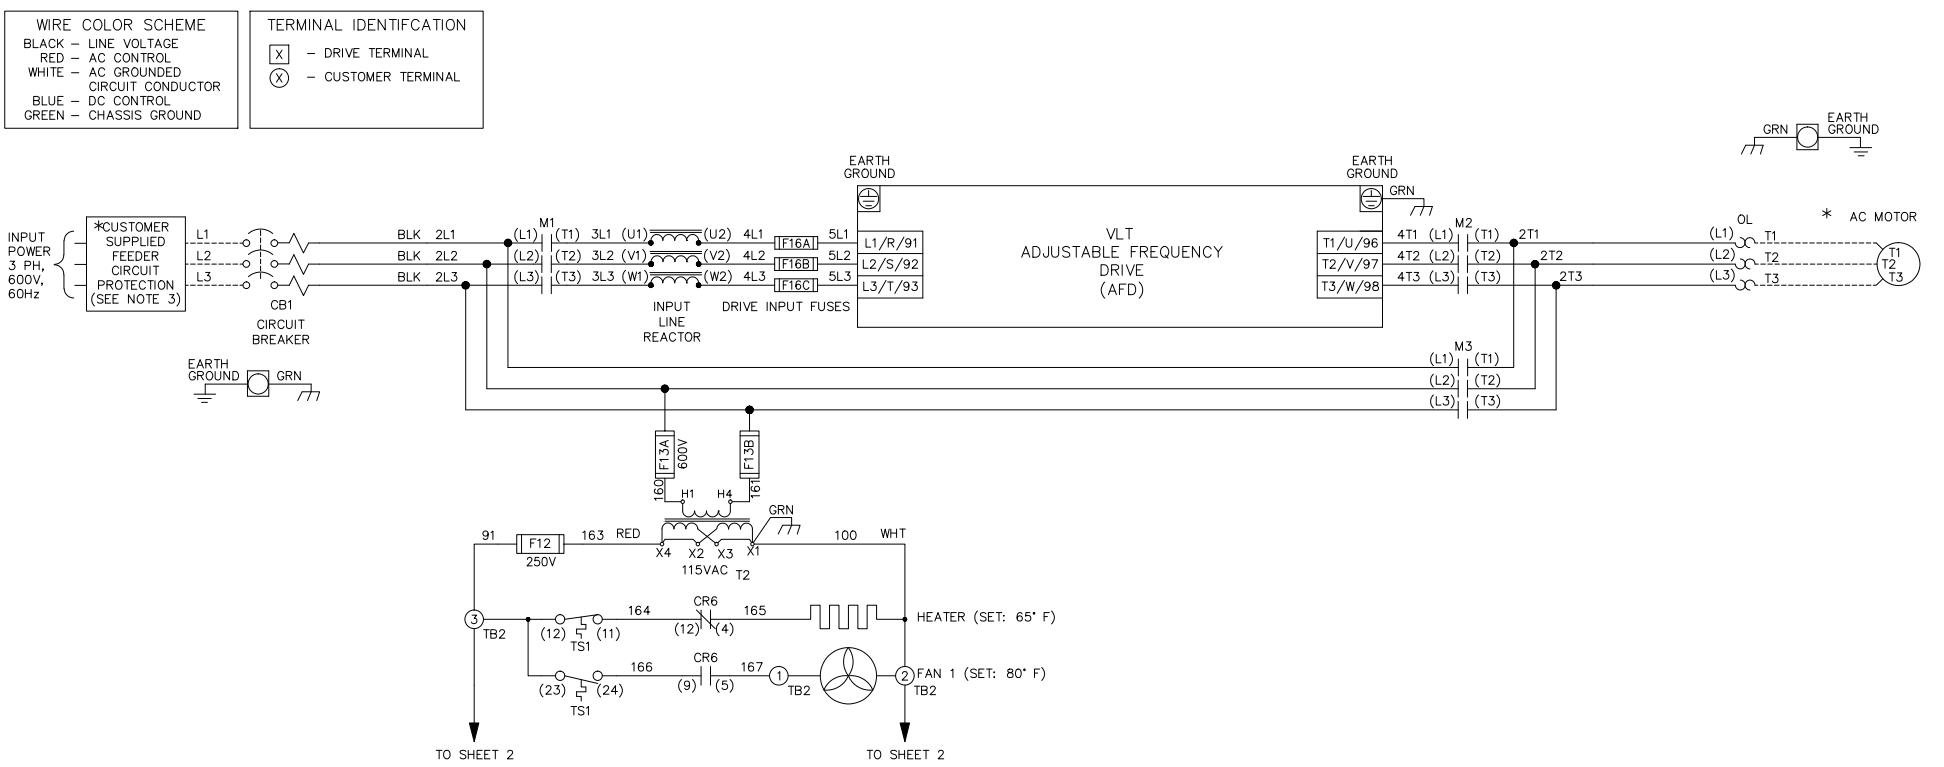 WIRE COLOR SCHEME
BLACK – LINE VOLTAGE
RED – AC CONTROL
WHITE – AC GROUNDED
CIRCUIT CONDUCTOR
BLUE – DC CONTROL
GREEN – CHASSIS GROUND
TERMINAL IDENTIFCATION
X – DRIVE TERMINAL
X – CUSTOMER TERMINAL
EARTH
GROUND
GRN
EARTH
GROUND
EARTH
GROUND
GRN
INPUT
POWER
3 PH,
600V,
60Hz
*CUSTOMER
SUPPLIED
FEEDER
CIRCUIT
PROTECTION
(SEE NOTE 3)
L1
L2
L3
CB1
CIRCUIT
BREAKER
BLK 2L1
BLK 2L2
BLK 2L3
M1
(L1) (T1) 3L1 (U1) (U2) 4L1 F16A 5L1 L1/R/91
(L2) (T2) 3L2 (V1) (V2) 4L2 F16B 5L2 L2/S/92
(L3) (T3) 3L3 (W1) (W2) 4L3 F16C 5L3 L3/T/93
INPUT
LINE
REACTOR
DRIVE INPUT FUSES
VLT
ADJUSTABLE FREQUENCY
DRIVE
(AFD)
M2
T1/U/96 4T1 (L1) (T1) 2T1
T2/V/97 4T2 (L2) (T2) 2T2
T3/W/98 4T3 (L3) (T3) 2T3
OL
(L1) T1
(L2) T2
(L3) T3
* AC MOTOR
T1
T2
T3
EARTH
GROUND
GRN
M3
(L1) (T1)
(L2) (T2)
(L3) (T3)
F13A
600V
F13B
160
161
H1 H4
GRN
91 F12 163 RED
250V
X4 X2 X3 X1
115VAC T2
100 WHT
3
TB2
(12) (11)
TS1
164
CR6
(12) (4)
165
HEATER (SET: 65° F)
(23) (24)
TS1
166
CR6
(9) (5)
167
1
TB2
2
TB2
FAN 1 (SET: 80° F)
TO SHEET 2
TO SHEET 2